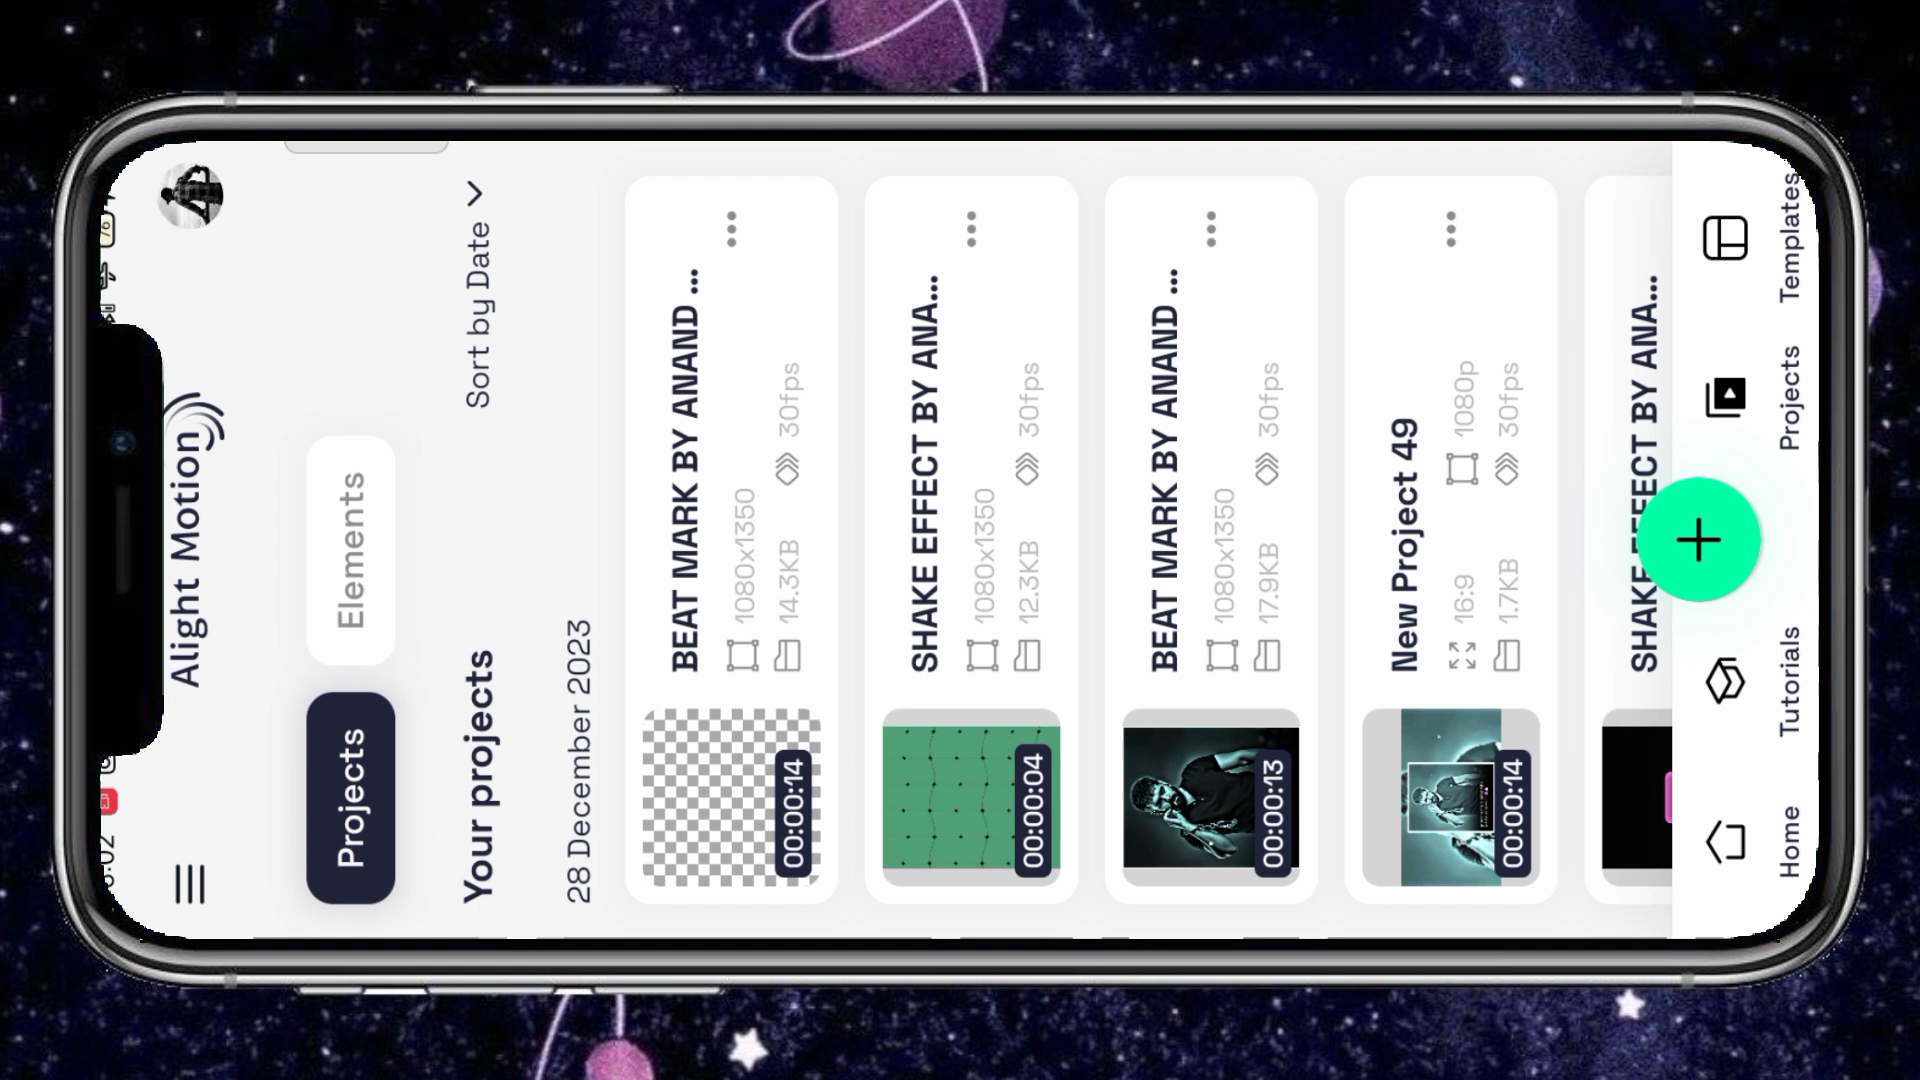 Alight Motion
Projects
Elements
Your projects
Sort by Date
28 December 2023
BEAT MARK BY ANAND ...
1080x1350
14.3KB
30fps
00:00:14
SHAKE EFFECT BY ANA...
1080x1350
12.3KB
30fps
00:00:04
BEAT MARK BY ANAND ...
1080x1350
17.9KB
30fps
00:00:13
New Project 49
16:9
1080p
1.7KB
30fps
00:00:14
SHAKE EFFECT BY ANA...
Home
Tutorials
Projects
Templates